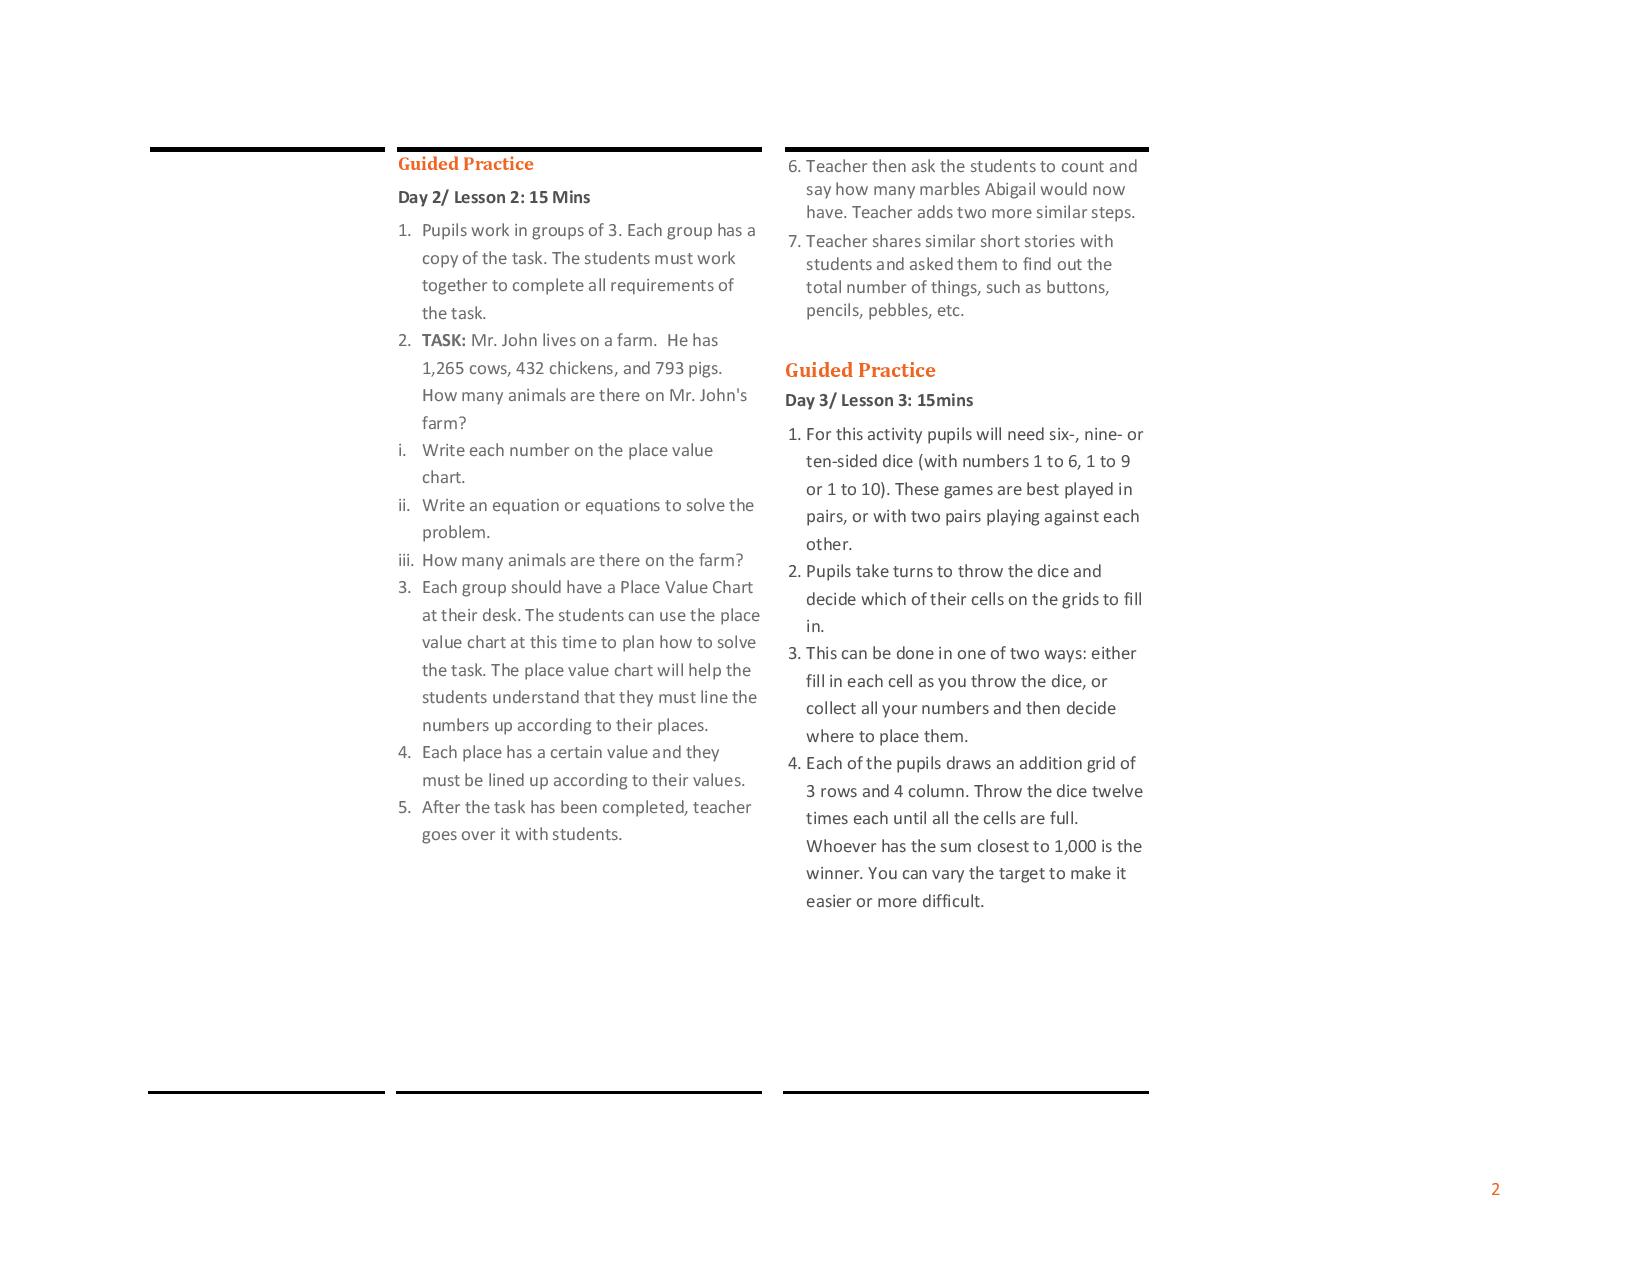 Guided Practice
Day 2/ Lesson 2: 15 Mins
1. Pupils work in groups of 3. Each group has a
copy of the task. The students must work
together to complete all requirements of
the task.
2. TASK: Mr. John lives on a farm.  He has
1,265 cows, 432 chickens, and 793 pigs.
How many animals are there on Mr. John's
farm?
i. Write each number on the place value
chart.
ii. Write an equation or equations to solve the
problem.
iii. How many animals are there on the farm?
3. Each group should have a Place Value Chart
at their desk. The students can use the place
value chart at this time to plan how to solve
the task. The place value chart will help the
students understand that they must line the
numbers up according to their places.
4. Each place has a certain value and they
must be lined up according to their values.
5. After the task has been completed, teacher
goes over it with students.
6. Teacher then ask the students to count and
say how many marbles Abigail would now
have. Teacher adds two more similar steps.
7. Teacher shares similar short stories with
students and asked them to find out the
total number of things, such as buttons,
pencils, pebbles, etc.
Guided Practice
Day 3/ Lesson 3: 15mins
1. For this activity pupils will need six-, nine- or
ten-sided dice (with numbers 1 to 6, 1 to 9
or 1 to 10). These games are best played in
pairs, or with two pairs playing against each
other.
2. Pupils take turns to throw the dice and
decide which of their cells on the grids to fill
in.
3. This can be done in one of two ways: either
fill in each cell as you throw the dice, or
collect all your numbers and then decide
where to place them.
4. Each of the pupils draws an addition grid of
3 rows and 4 column. Throw the dice twelve
times each until all the cells are full.
Whoever has the sum closest to 1,000 is the
winner. You can vary the target to make it
easier or more difficult.
2